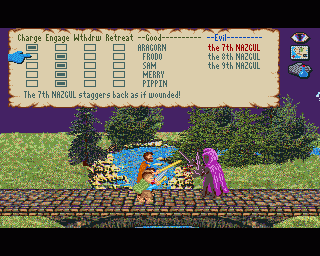 Charge Engage Wthdrw Retreat --Good---------- --Evil----------
ARAGORN the 7th NAZGUL
FRODO the 8th NAZGUL
SAM the 9th NAZGUL
MERRY
PIPPIN
The 7th NAZGUL staggers back as if wounded!